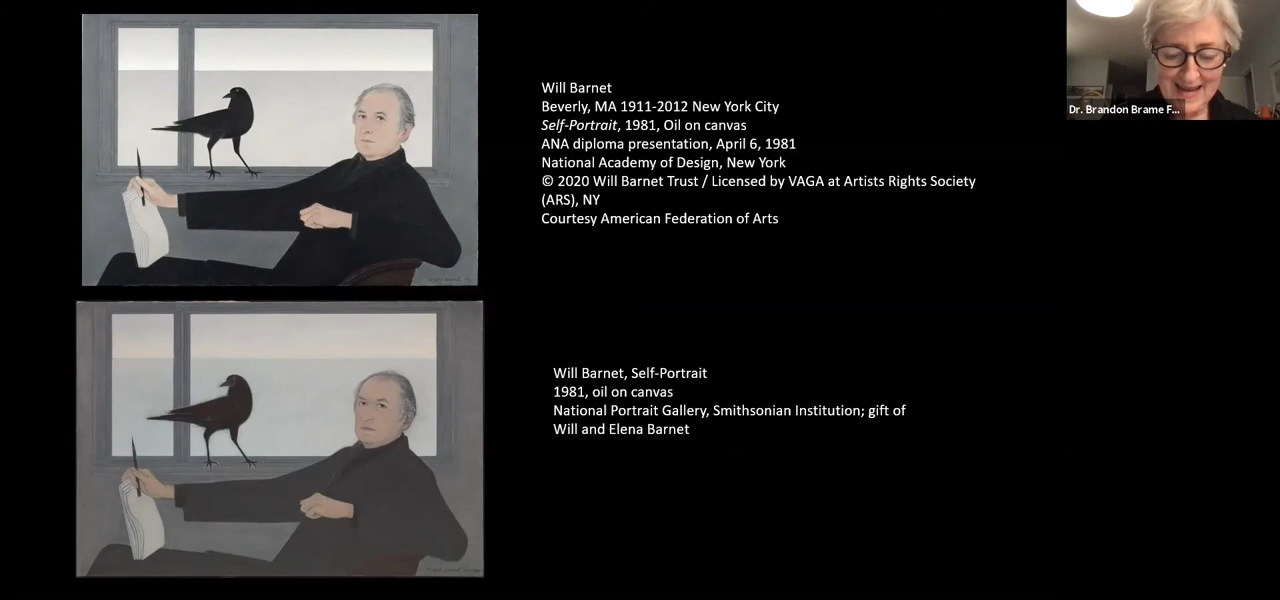 Will Barnet
Beverly, MA 1911-2012 New York City
Self-Portrait, 1981, Oil on canvas
ANA diploma presentation, April 6, 1981
National Academy of Design, New York
© 2020 Will Barnet Trust / Licensed by VAGA at Artists Rights Society
(ARS), NY
Courtesy American Federation of Arts
Dr. Brandon Brame F...
Will Barnet, Self-Portrait
1981, oil on canvas
National Portrait Gallery, Smithsonian Institution; gift of
Will and Elena Barnet